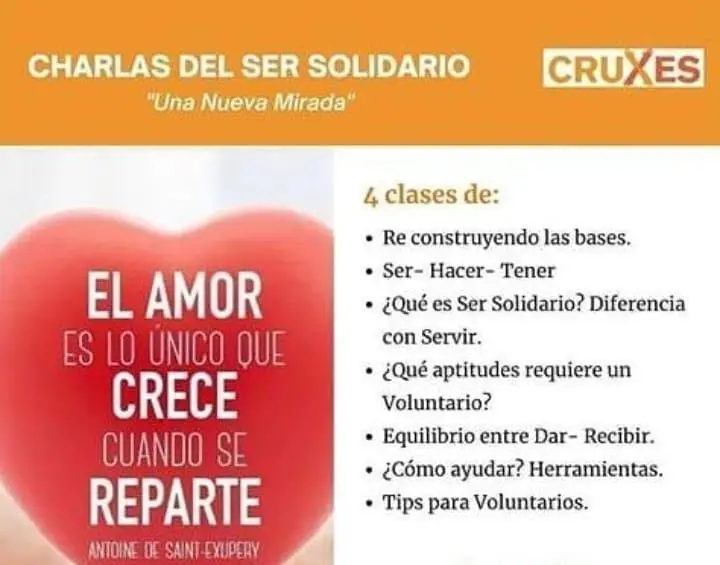 CHARLAS DEL SER SOLIDARIO
"Una Nueva Mirada"
CRUXES
EL AMOR
ES LO ÚNICO QUE
CRECE
CUANDO SE
REPARTE
ANTOINE DE SAINT-EXUPERY
4 clases de:
• Re construyendo las bases.
• Ser- Hacer- Tener
• ¿Qué es Ser Solidario? Diferencia
con Servir.
• ¿Qué aptitudes requiere un
Voluntario?
• Equilibrio entre Dar- Recibir.
• ¿Cómo ayudar? Herramientas.
• Tips para Voluntarios.